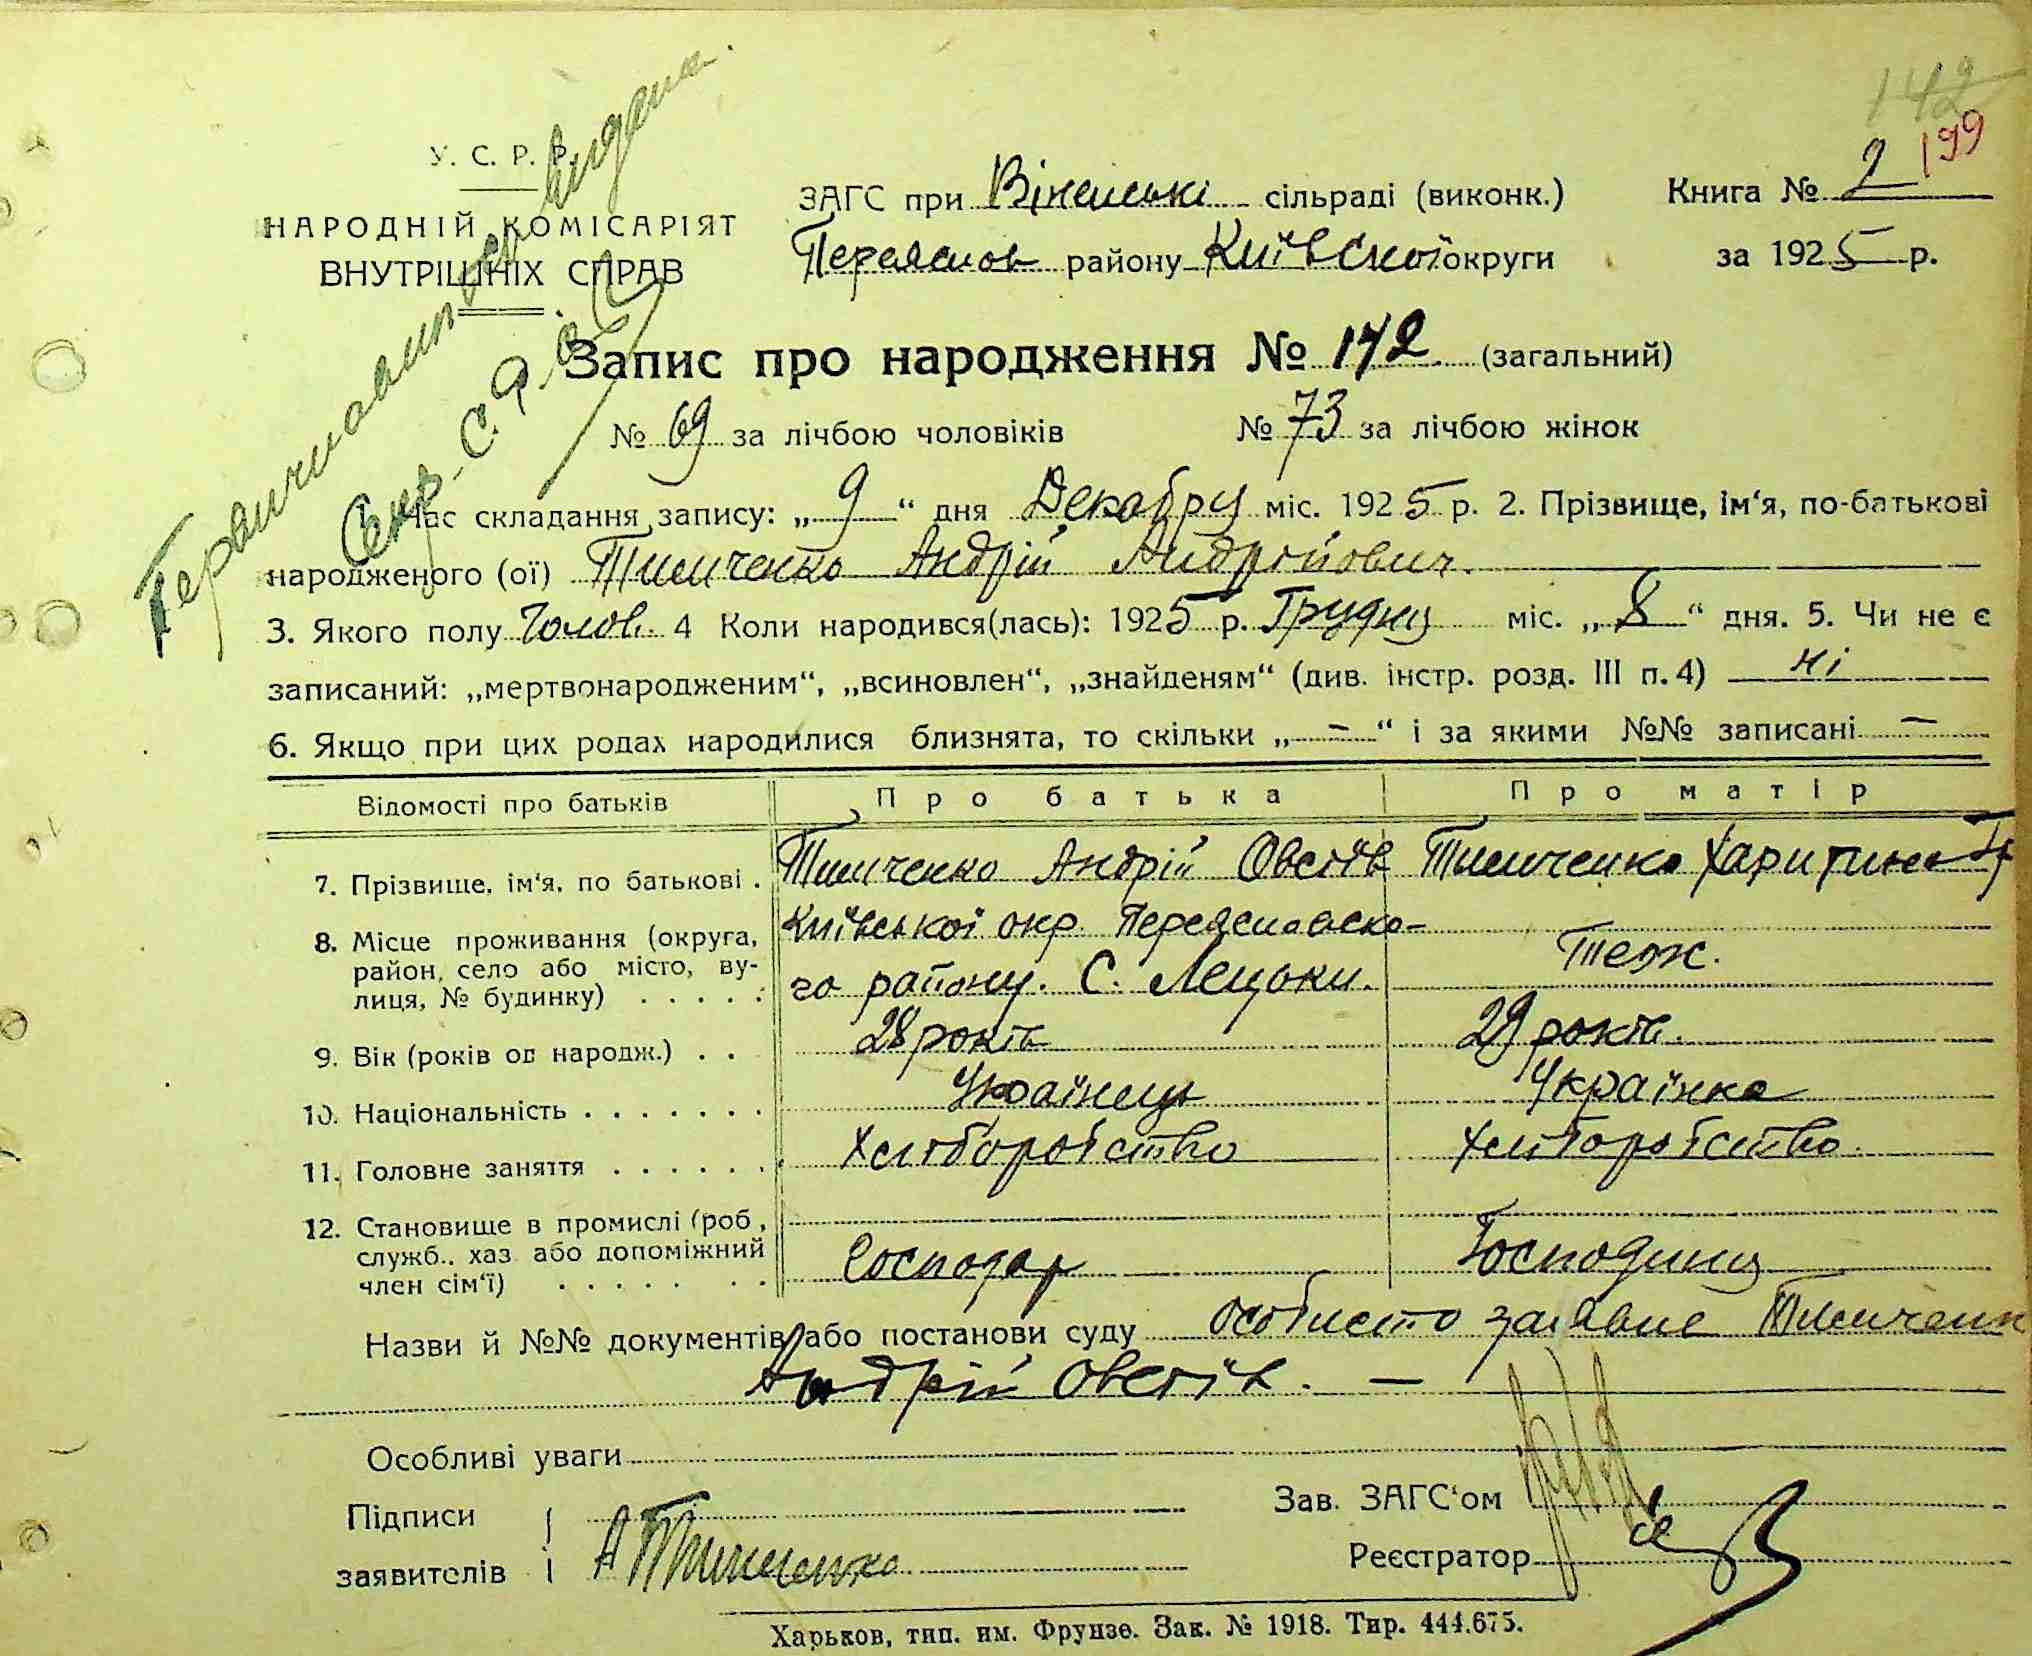 142
199
У. С. Р. Р.
НАРОДНІЙ КОМІСАРІЯТ
ВНУТРІШНІХ СПРАВ
видана
ЗАГС при сільраді (виконк.)
Переяслов району Київскої округи
Книга № 2
за 1925 р.
Запис про народження № 142 (загальний)
№ 69 за лічбою чоловіків № 73 за лічбою жінок
1. Час складання запису: „ 9 “ дня Декабру міс. 1925 р. 2. Прізвище, ім‘я, по-батькові
народженого (ої) Тимченко Андрій Андрійович.
3. Якого полу Чолов. 4 Коли народився(лась): 1925 р. Грудня міс. „ 8 “ дня. 5. Чи не є
записаний: „мертвонародженим“, „всиновлен“, „знайденям“ (див. інстр. розд. III п. 4) ні
6. Якщо при цих родах народилися близнята, то скільки „ — “ і за якими №№ записані —
Відомості про батьків Про батька Про матір
7. Прізвище, ім‘я, по батькові . Тимченко Андрій Овсїїв Тимченко Харитина
8. Місце проживання (округа, район, село або місто, вулиця, № будинку) Київської окр. Переяславско-
го району. С. Лецьки. Теж.
9. Вік (років од народж.) . . 28 років 29 років.
10. Національність . . . . . . . Українець Українка
11. Головне заняття . . . . . . . Хліборобство Хліборобство.
12. Становище в промислі (роб, служб.. хаз або допоміжний член сім‘ї) Господар Господиня
Назви й №№ документів або постанови суду особисто заявив Тимченк
Андрій Овсїїв. —
Особливі уваги
Підписи
заявителів А Тимченко
Зав. ЗАГС‘ом
Реєстратор
Харьков, тип. им. Фрунзе. Зак. № 1918. Тир. 444.675.